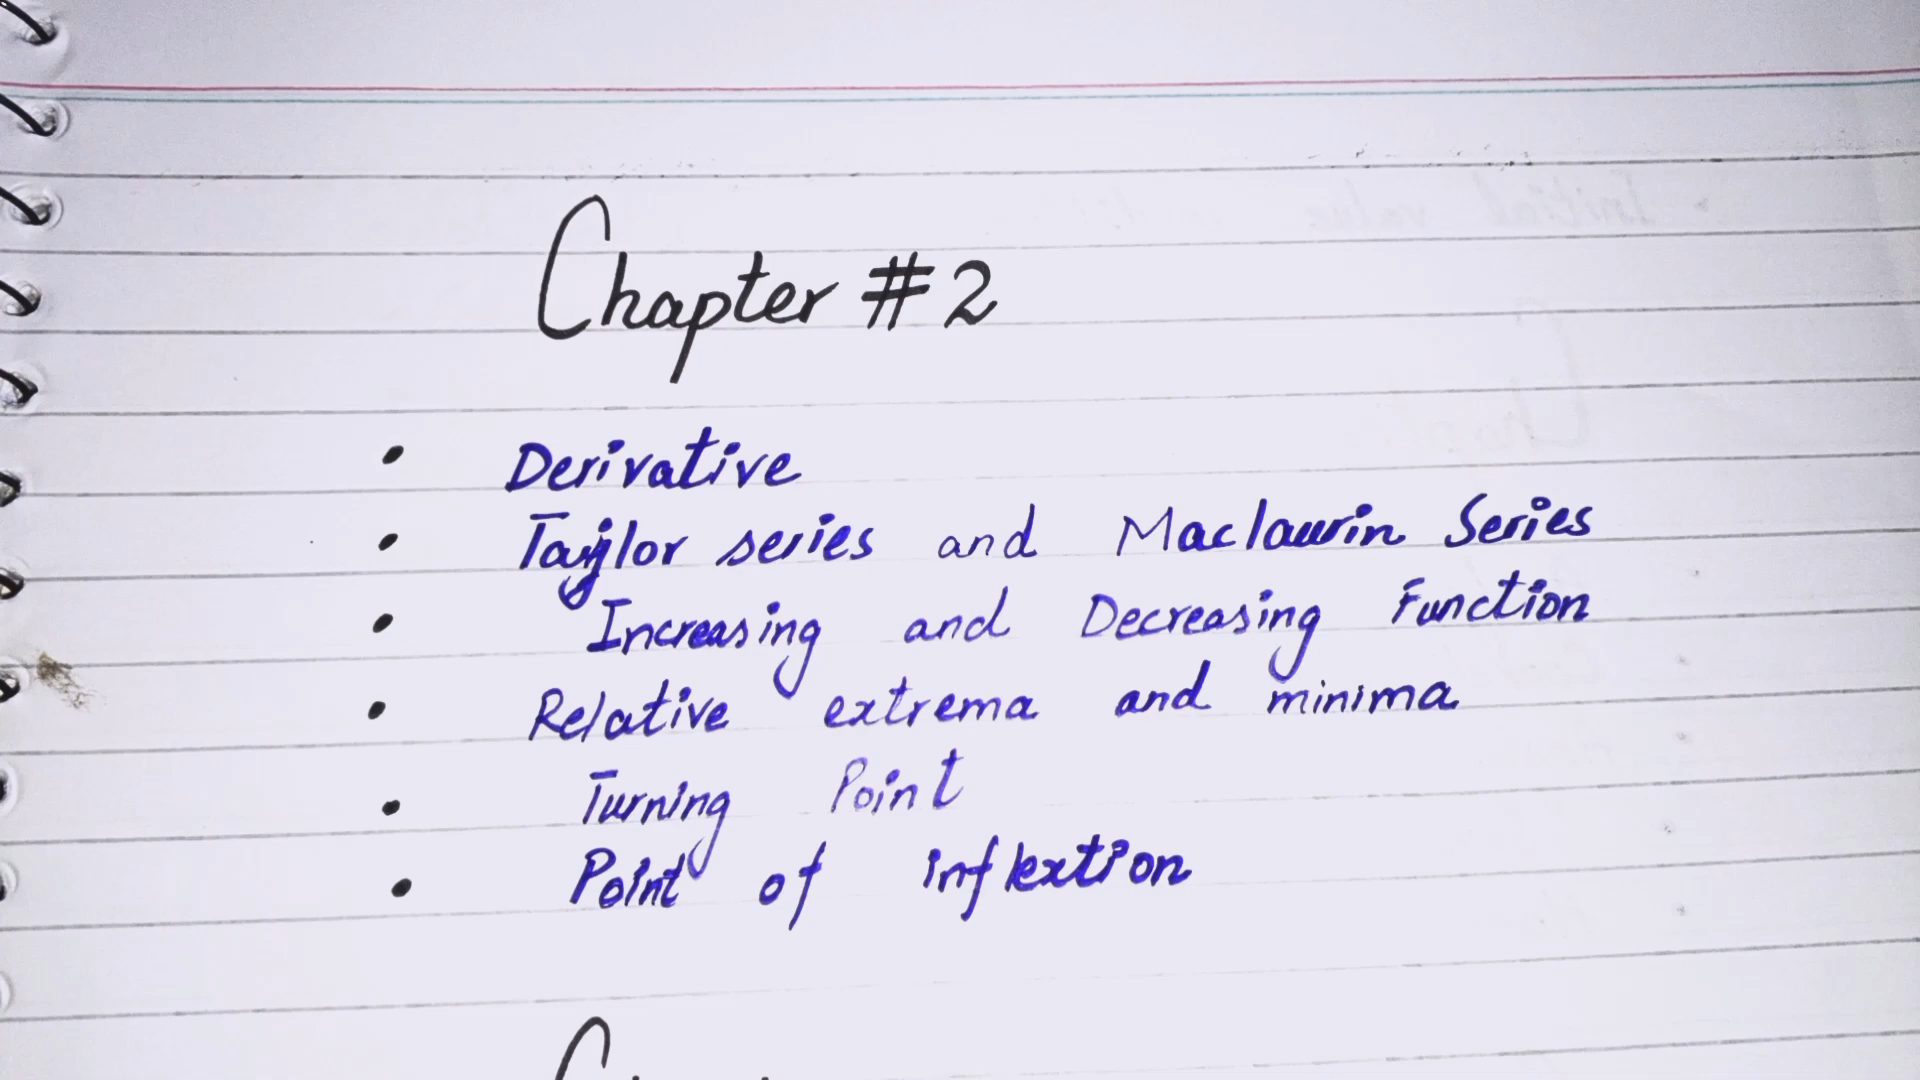 Chapter #2
• Derivative
• Taylor series and Maclaurin Series
• Increasing and Decreasing Function
• Relative extrema and minima
• Turning Point
• Point of inflextion